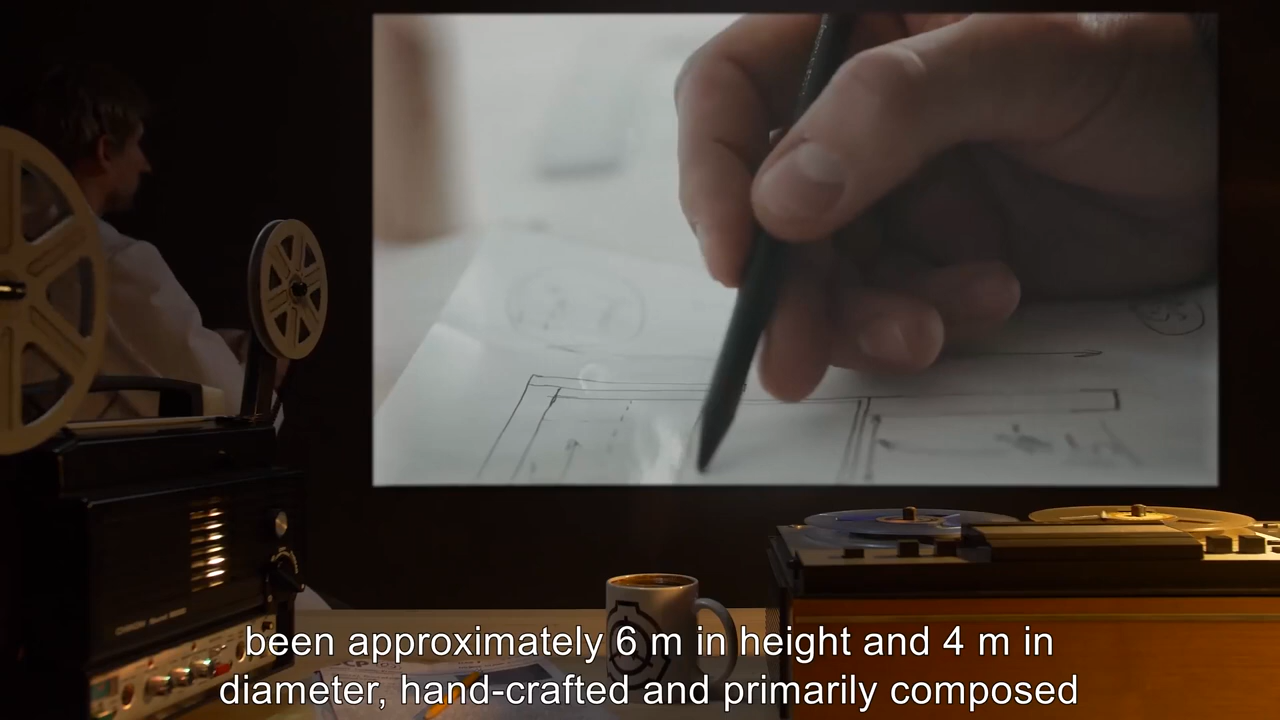 been approximately 6 m in height and 4 m in
diameter, hand-crafted and primarily composed